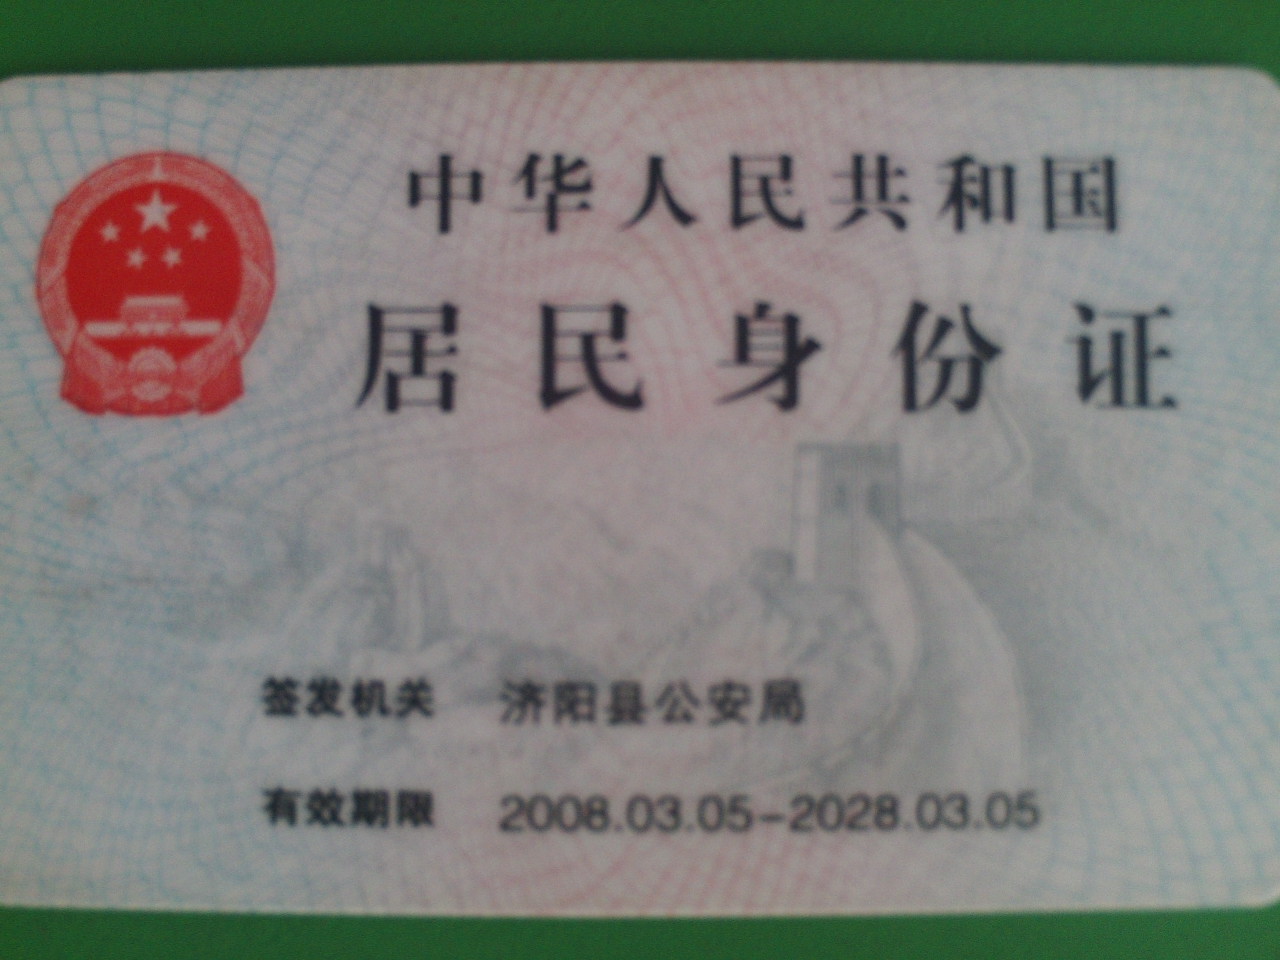 中华人民共和国
居民身份证
签发机关 济阳县公安局
有效期限 2008.03.05-2028.03.05